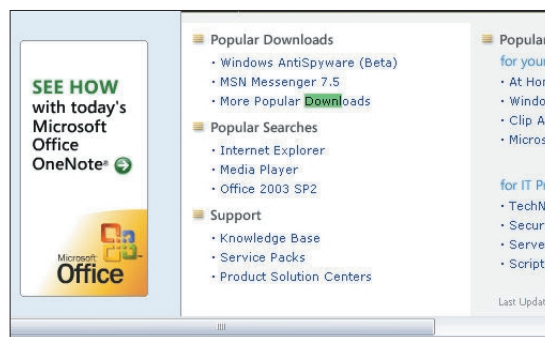 SEE HOW
with today's
Microsoft
Office
OneNote®
Microsoft
Office
Popular Downloads
· Windows AntiSpyware (Beta)
· MSN Messenger 7.5
· More Popular Downloads
Popular Searches
· Internet Explorer
· Media Player
· Office 2003 SP2
Support
· Knowledge Base
· Service Packs
· Product Solution Centers
Popular
for your
· At Ho
· Windo
· Clip A
· Micros
for IT P
· TechN
· Secur
· Serve
· Script
Last Updat